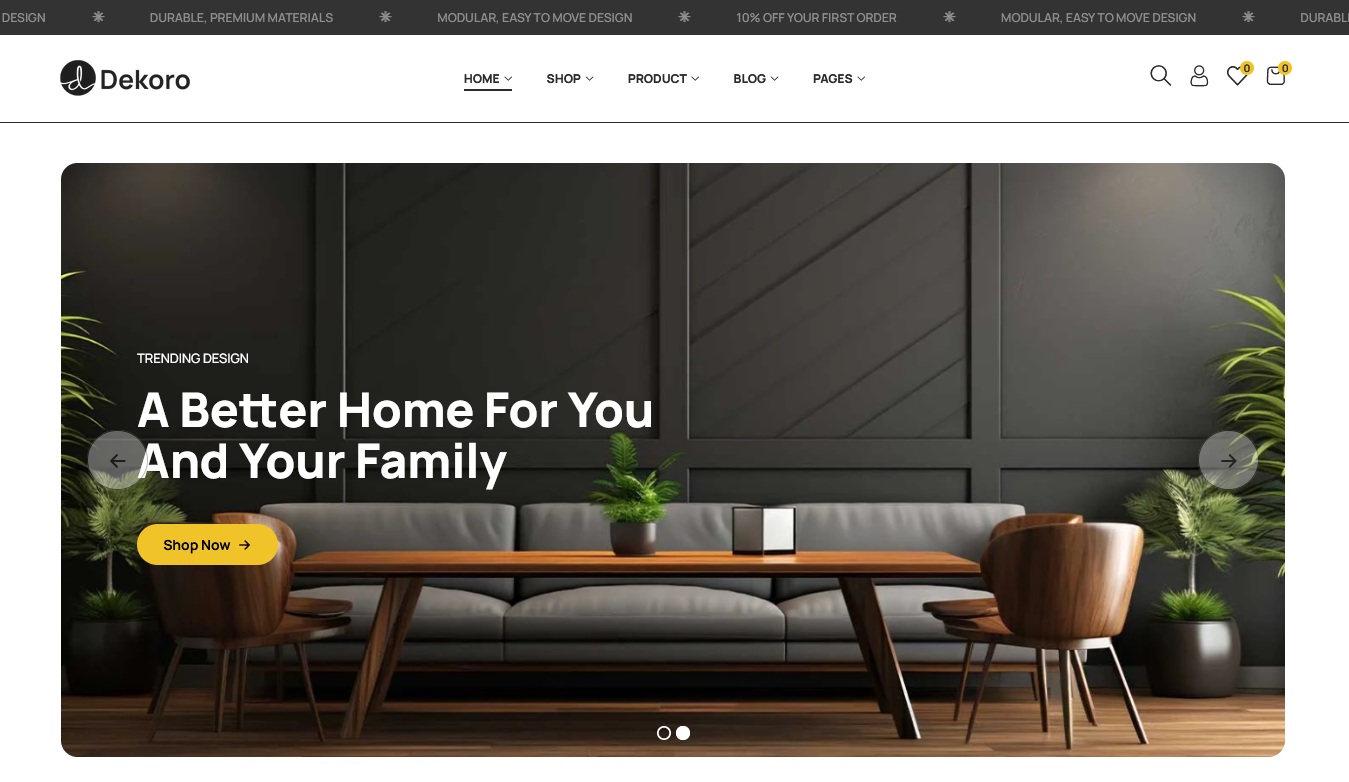 DESIGN ✷ DURABLE, PREMIUM MATERIALS ✷ MODULAR, EASY TO MOVE DESIGN ✷ 10% OFF YOUR FIRST ORDER ✷ MODULAR, EASY TO MOVE DESIGN ✷ DURABL
Dekoro HOME SHOP PRODUCT BLOG PAGES 0 0
TRENDING DESIGN
A Better Home For You
And Your Family
Shop Now →